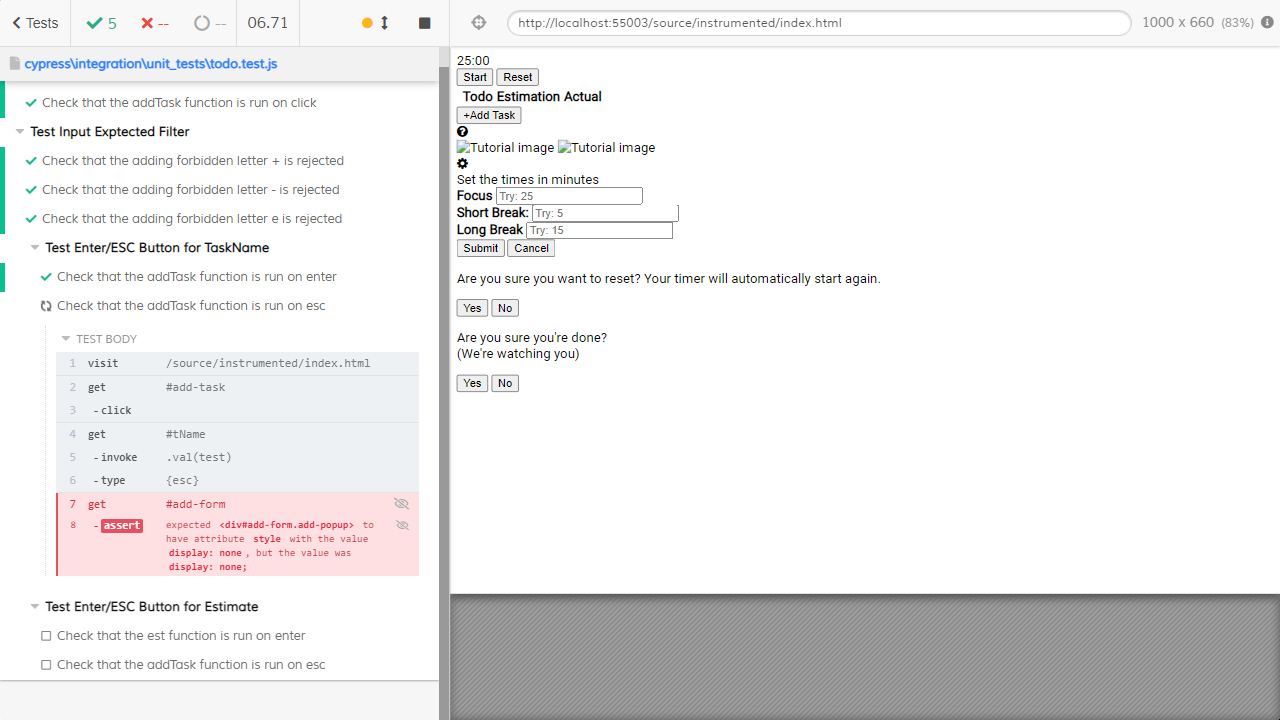 Tests 5 -- -- 06.71
cypress\integration\unit_tests\todo.test.js
Check that the addTask function is run on click
Test Input Exptected Filter
Check that the adding forbidden letter + is rejected
Check that the adding forbidden letter - is rejected
Check that the adding forbidden letter e is rejected
Test Enter/ESC Button for TaskName
Check that the addTask function is run on enter
Check that the addTask function is run on esc
TEST BODY
1 visit /source/instrumented/index.html
2 get #add-task
3 - click
4 get #tName
5 - invoke .val(test)
6 - type {esc}
7 get #add-form
8 - assert expected <div#add-form.add-popup> to
have attribute style with the value
display: none , but the value was
display: none;
Test Enter/ESC Button for Estimate
Check that the est function is run on enter
Check that the addTask function is run on esc
http://localhost:55003/source/instrumented/index.html 1000 x 660 (83%)
25:00
Start Reset
Todo Estimation Actual
+Add Task
Tutorial image Tutorial image
Set the times in minutes
Focus Try: 25
Short Break: Try: 5
Long Break Try: 15
Submit Cancel
Are you sure you want to reset? Your timer will automatically start again.
Yes No
Are you sure you're done?
(We're watching you)
Yes No